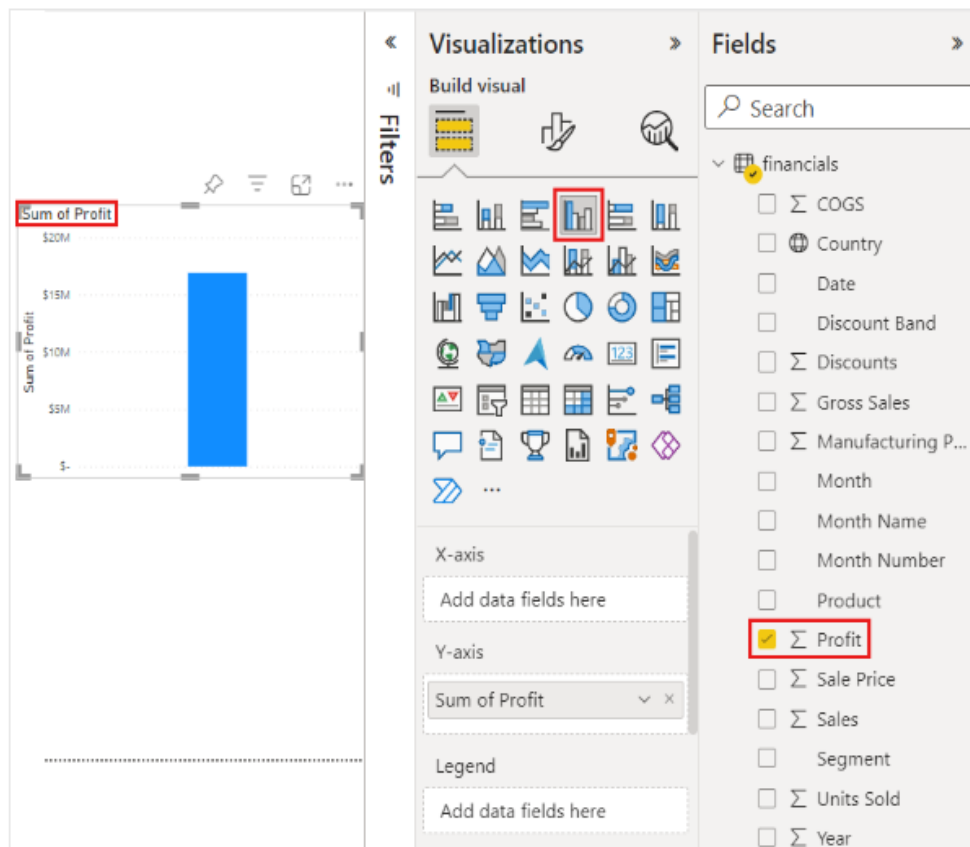 Sum of Profit
$20M
$15M
$10M
$5M
$-
Sum of Profit
Filters
Visualizations
Build visual
123
X-axis
Add data fields here
Y-axis
Sum of Profit
Legend
Add data fields here
Fields
Search
financials
COGS
Country
Date
Discount Band
Discounts
Gross Sales
Manufacturing P...
Month
Month Name
Month Number
Product
Profit
Sale Price
Sales
Segment
Units Sold
Year